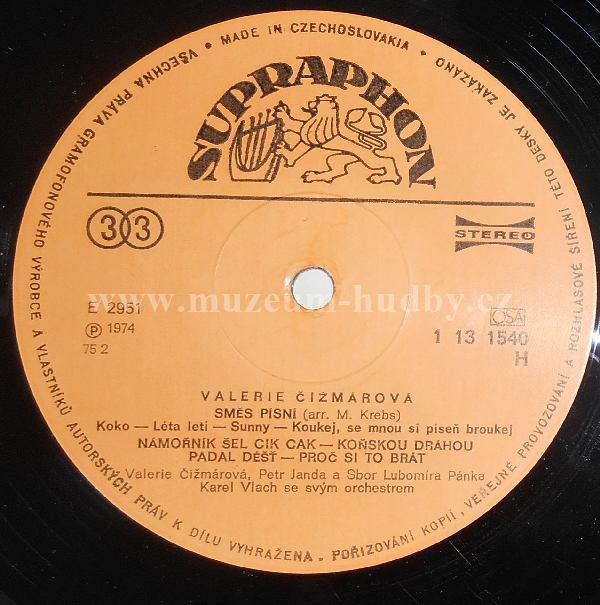 VŠECHNA PRÁVA GRAMOFONOVÉHO VÝROBCE A VLASTNÍKŮ AUTORSKÝCH PRÁV K DÍLU VYHRAŽENA. POŘIZOVÁNÍ KOPIÍ, VEŘEJNÉ PROVOZOVÁNÍ A ROZHLASOVÉ ŠÍŘENÍ TÉTO DESKY JE ZAKÁZÁNO
• MADE IN CZECHOSLOVAKIA •
SUPRAPHON
33
STEREO
E 2951
℗ 1974
75 2
OSA
1 13 1540
H
www.muzeum-hudby.cz
VALERIE ČIŽMÁROVÁ
SMĚS PÍSNÍ (arr. M. Krebs)
Koko — Léta letí — Sunny — Koukej, se mnou si píseň broukej
NÁMOŘNÍK ŠEL CIK CAK — KOŇSKOU DRÁHOU
PADAL DÉŠŤ — PROČ SI TO BRÁT
Valerie Čižmárová, Petr Janda a Sbor Lubomíra Pánka
Karel Vlach se svým orchestrem